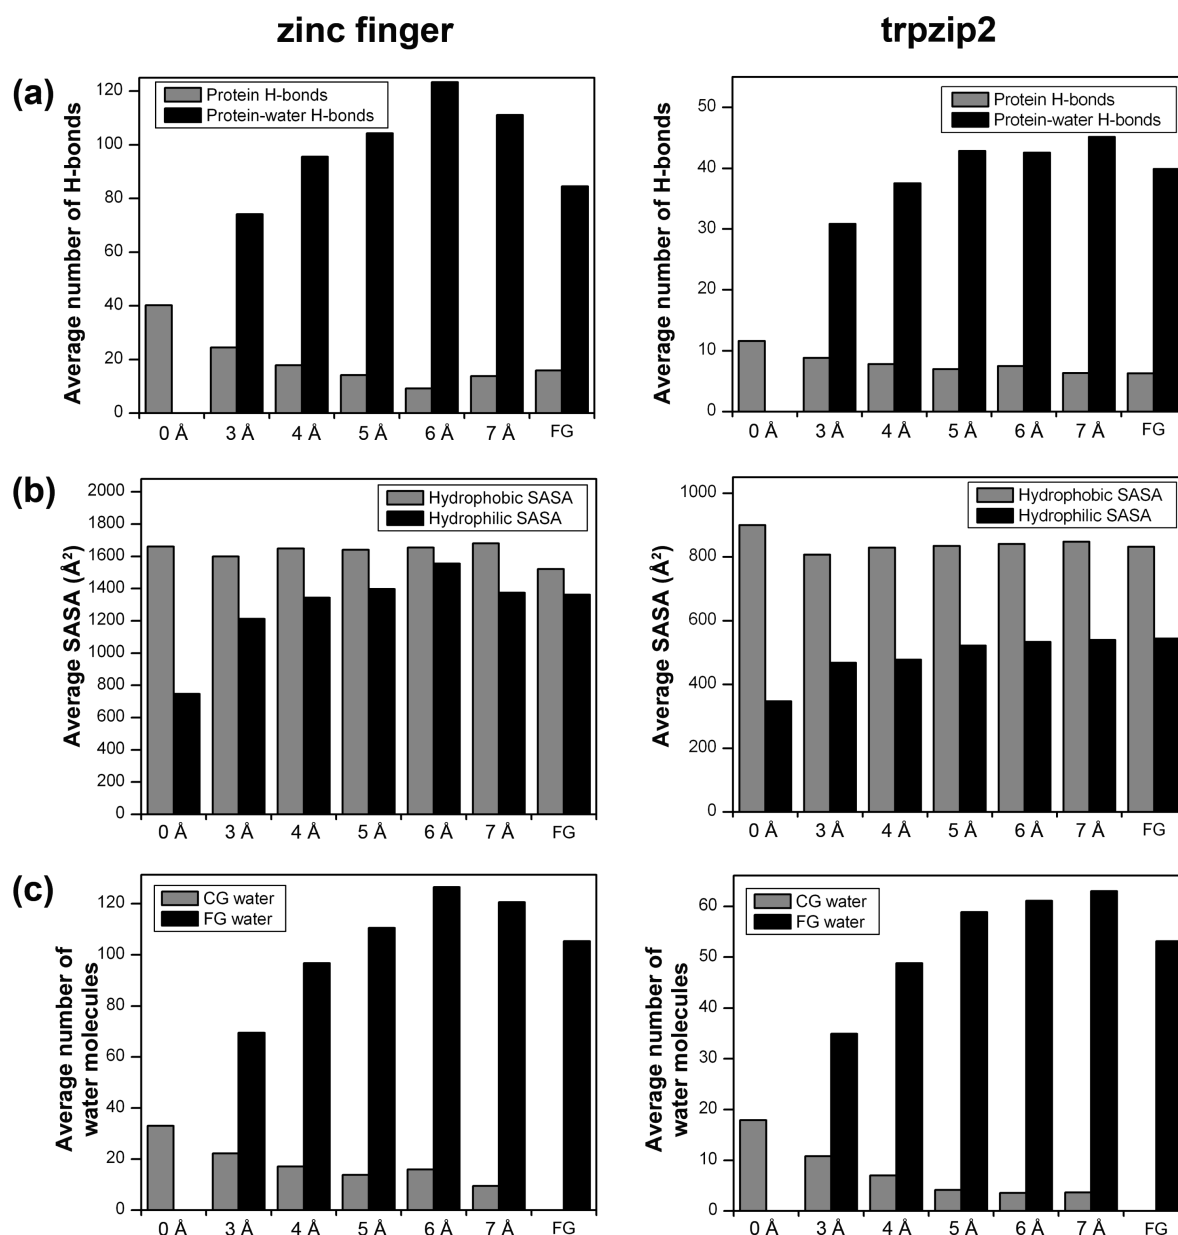 zinc finger
trpzip2
(a)
Average number of H-bonds
120
100
80
60
40
20
0
Protein H-bonds
Protein-water H-bonds
0 Å 3 Å 4 Å 5 Å 6 Å 7 Å FG
Average number of H-bonds
50
40
30
20
10
0
Protein H-bonds
Protein-water H-bonds
0 Å 3 Å 4 Å 5 Å 6 Å 7 Å FG
(b)
Average SASA (Å²)
2000
1800
1600
1400
1200
1000
800
600
400
200
0
Hydrophobic SASA
Hydrophilic SASA
0 Å 3 Å 4 Å 5 Å 6 Å 7 Å FG
Average SASA (Å²)
1000
800
600
400
200
0
Hydrophobic SASA
Hydrophilic SASA
0 Å 3 Å 4 Å 5 Å 6 Å 7 Å FG
(c)
Average number of
water molecules
120
100
80
60
40
20
0
CG water
FG water
0 Å 3 Å 4 Å 5 Å 6 Å 7 Å FG
Average number of
water molecules
60
50
40
30
20
10
0
CG water
FG water
0 Å 3 Å 4 Å 5 Å 6 Å 7 Å FG